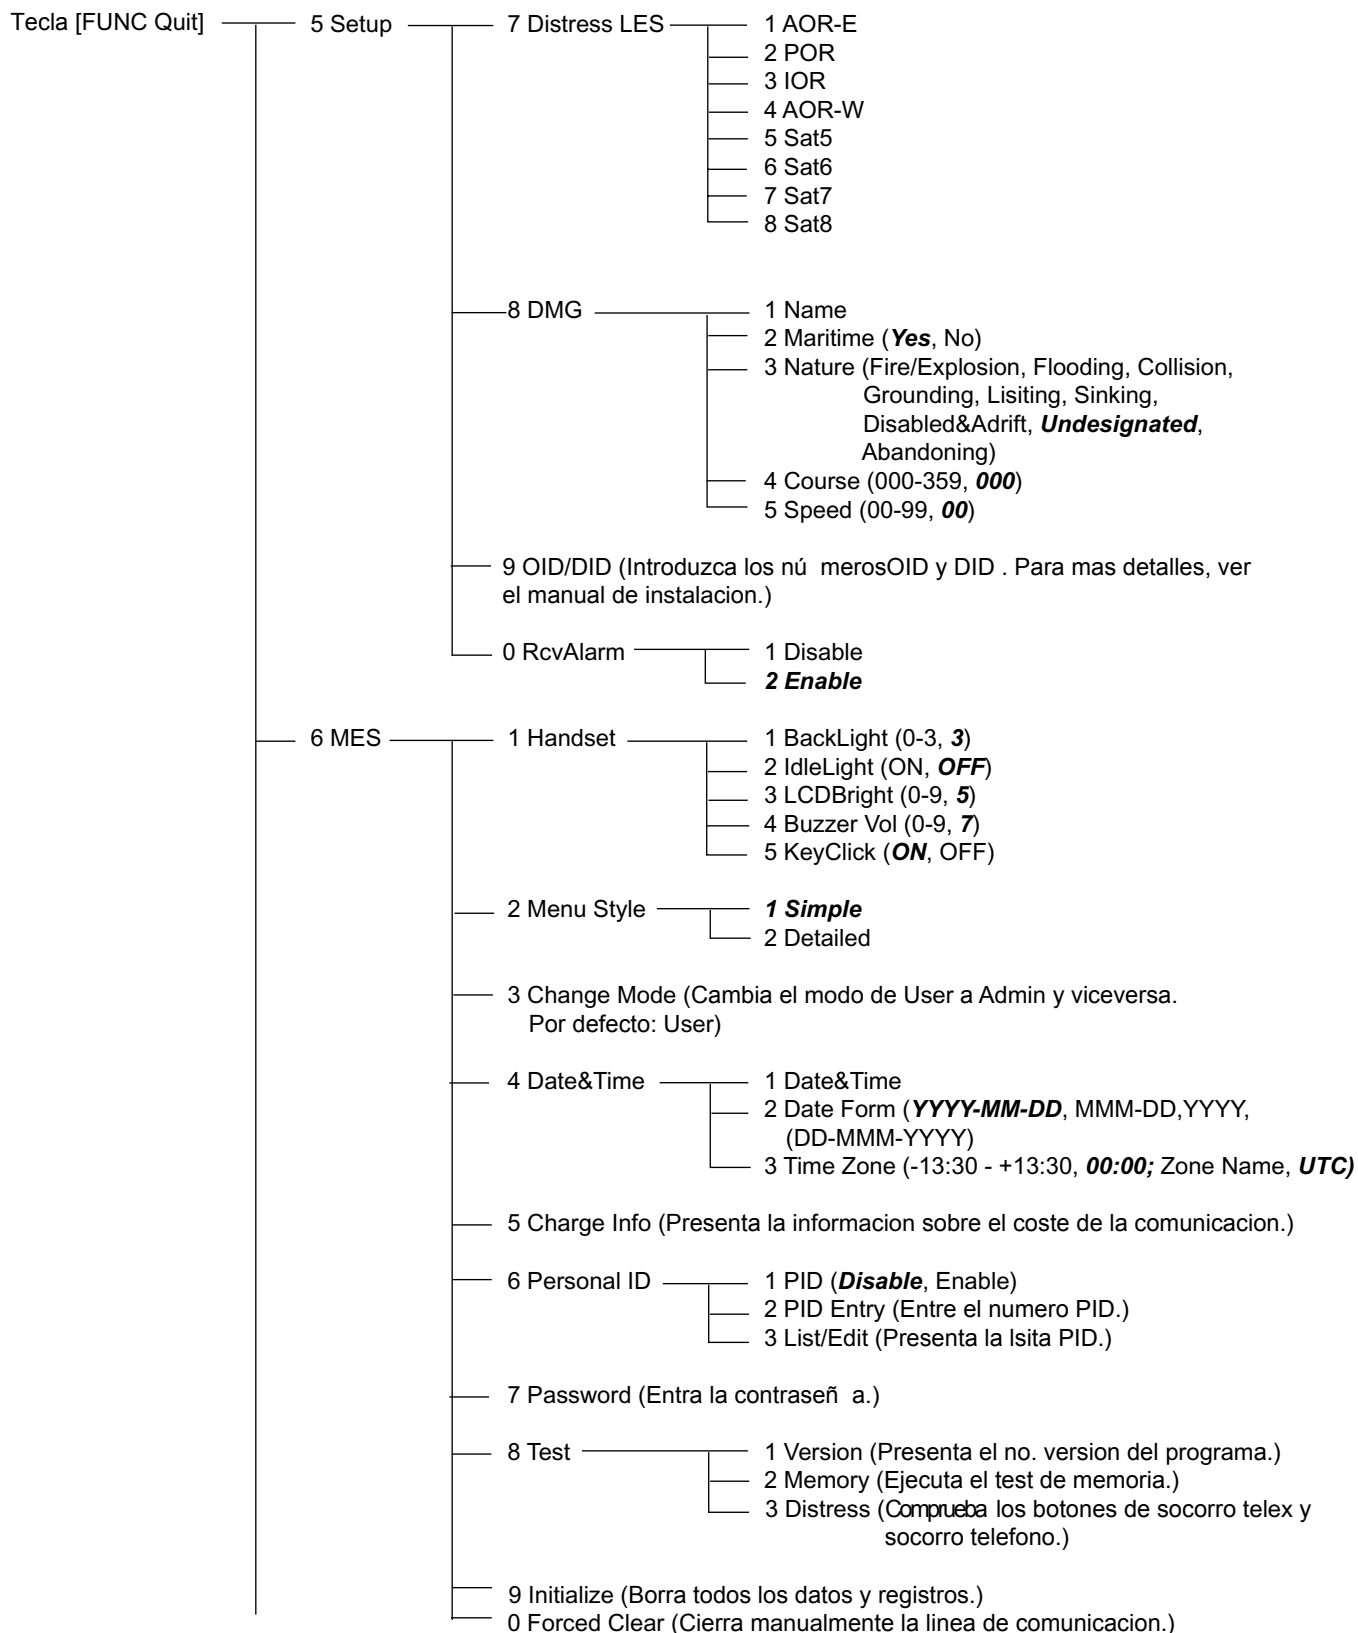 Tecla [FUNC Quit]
5 Setup
7 Distress LES
1 AOR-E
2 POR
3 IOR
4 AOR-W
5 Sat5
6 Sat6
7 Sat7
8 Sat8
8 DMG
1 Name
2 Maritime (Yes, No)
3 Nature (Fire/Explosion, Flooding, Collision,
Grounding, Lisiting, Sinking,
Disabled&Adrift, Undesignated,
Abandoning)
4 Course (000-359, 000)
5 Speed (00-99, 00)
9 OID/DID (Introduzca los nú merosOID y DID . Para mas detalles, ver
el manual de instalacion.)
0 RcvAlarm
1 Disable
2 Enable
6 MES
1 Handset
1 BackLight (0-3, 3)
2 IdleLight (ON, OFF)
3 LCDBright (0-9, 5)
4 Buzzer Vol (0-9, 7)
5 KeyClick (ON, OFF)
2 Menu Style
1 Simple
2 Detailed
3 Change Mode (Cambia el modo de User a Admin y viceversa.
Por defecto: User)
4 Date&Time
1 Date&Time
2 Date Form (YYYY-MM-DD, MMM-DD,YYYY,
(DD-MMM-YYYY)
3 Time Zone (-13:30 - +13:30, 00:00; Zone Name, UTC)
5 Charge Info (Presenta la informacion sobre el coste de la comunicacion.)
6 Personal ID
1 PID (Disable, Enable)
2 PID Entry (Entre el numero PID.)
3 List/Edit (Presenta la lsita PID.)
7 Password (Entra la contraseñ a.)
8 Test
1 Version (Presenta el no. version del programa.)
2 Memory (Ejecuta el test de memoria.)
3 Distress (Comprueba los botones de socorro telex y
socorro telefono.)
9 Initialize (Borra todos los datos y registros.)
0 Forced Clear (Cierra manualmente la linea de comunicacion.)